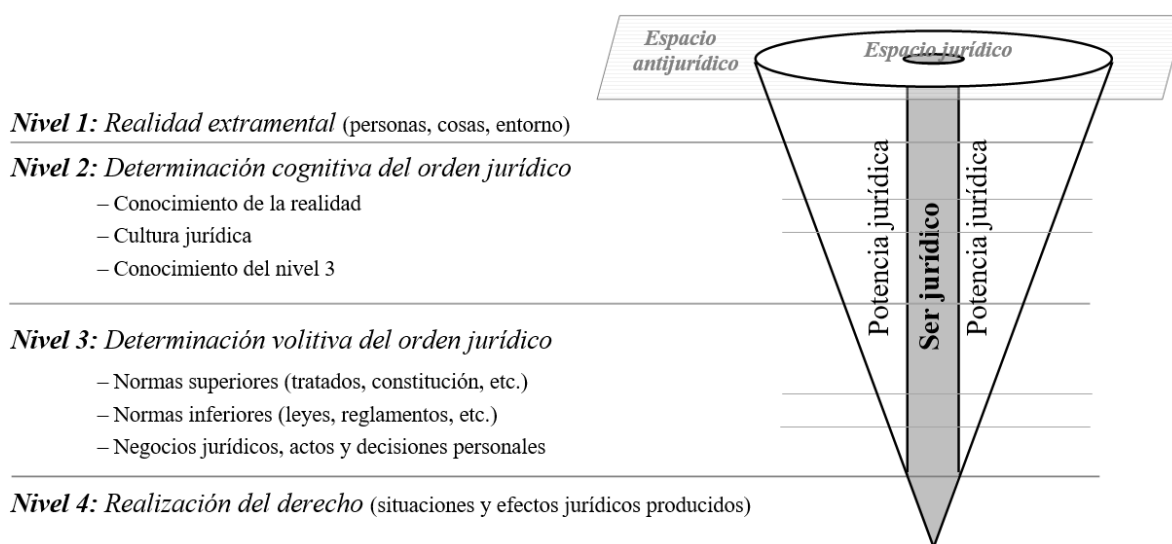 Espacio
antijurídico
Espacio jurídico
Nivel 1: Realidad extramental (personas, cosas, entorno)
Nivel 2: Determinación cognitiva del orden jurídico
– Conocimiento de la realidad
– Cultura jurídica
– Conocimiento del nivel 3
Nivel 3: Determinación volitiva del orden jurídico
– Normas superiores (tratados, constitución, etc.)
– Normas inferiores (leyes, reglamentos, etc.)
– Negocios jurídicos, actos y decisiones personales
Nivel 4: Realización del derecho (situaciones y efectos jurídicos producidos)
Potencia jurídica
Ser jurídico
Potencia jurídica